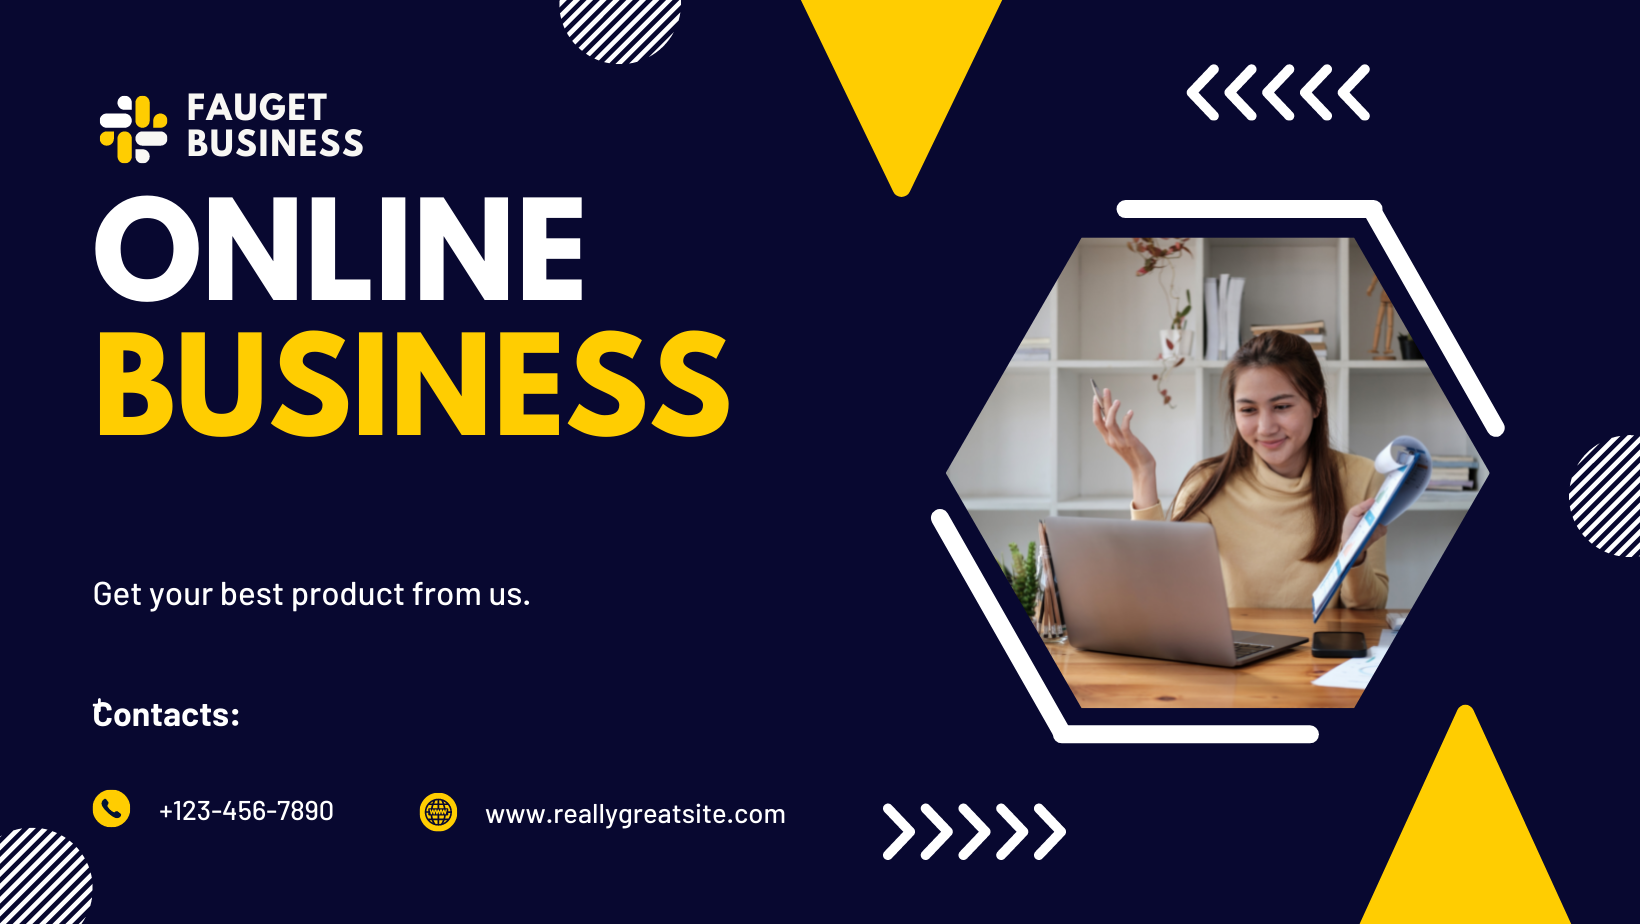 FAUGET
BUSINESS
ONLINE
BUSINESS
Get your best product from us.
Contacts:
+123-456-7890
www.reallygreatsite.com